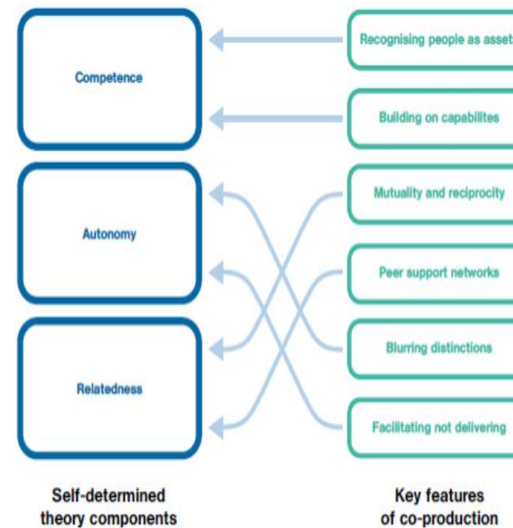 Competence
Autonomy
Relatedness
Self-determined
theory components
Recognising people as asset
Building on capabilites
Mutuality and reciprocity
Peer support networks
Blurring distinctions
Facilitating not delivering
Key features
of co-production